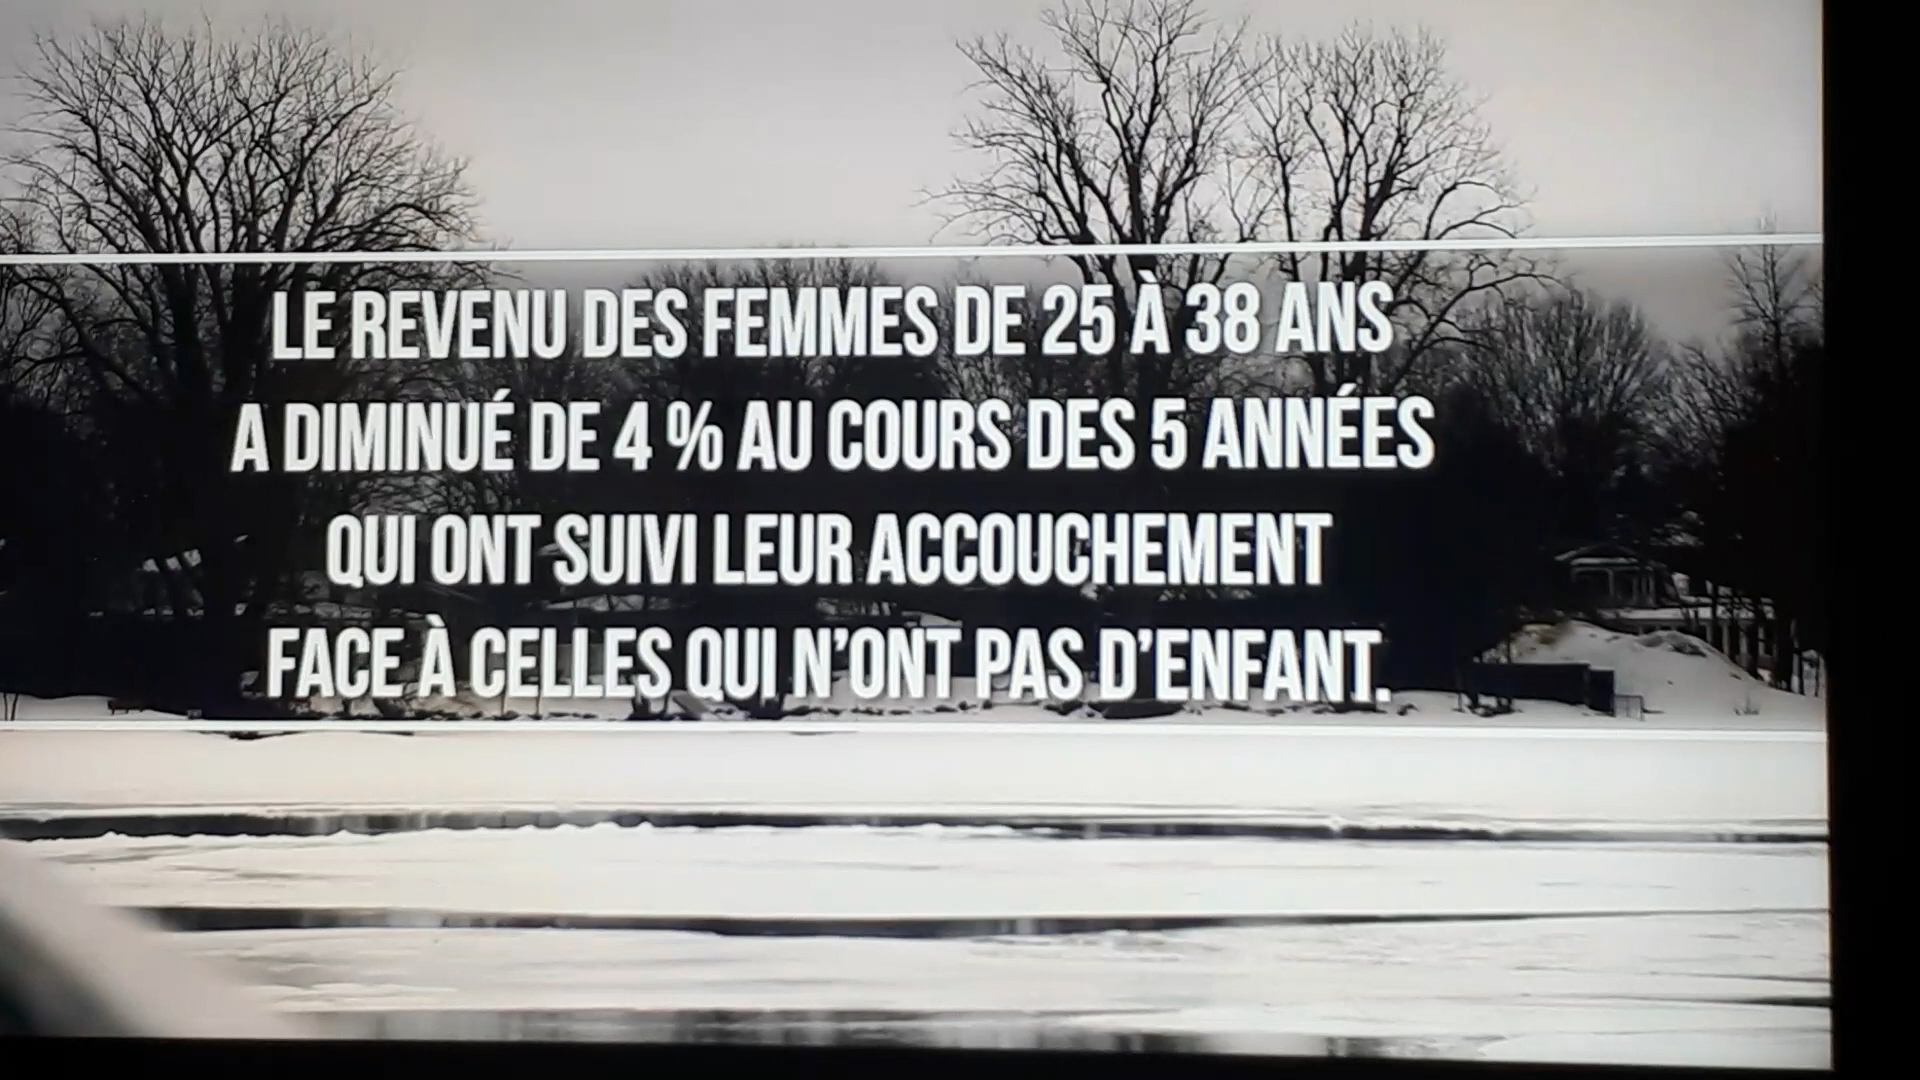 LE REVENU DES FEMMES DE 25 À 38 ANS
A DIMINUÉ DE 4 % AU COURS DES 5 ANNÉES
QUI ONT SUIVI LEUR ACCOUCHEMENT
FACE À CELLES QUI N'ONT PAS D'ENFANT.